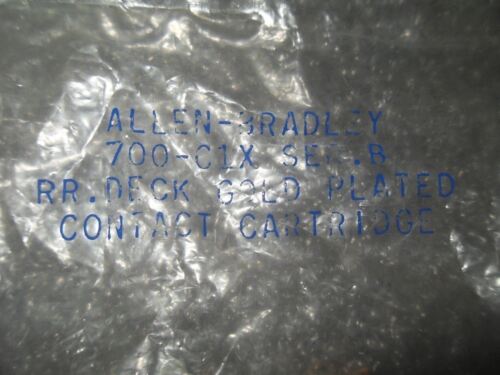 ALLEN-BRADLEY
700-C1X SER.B
RR.DECK GOLD PLATED
CONTACT CARTRIDGE